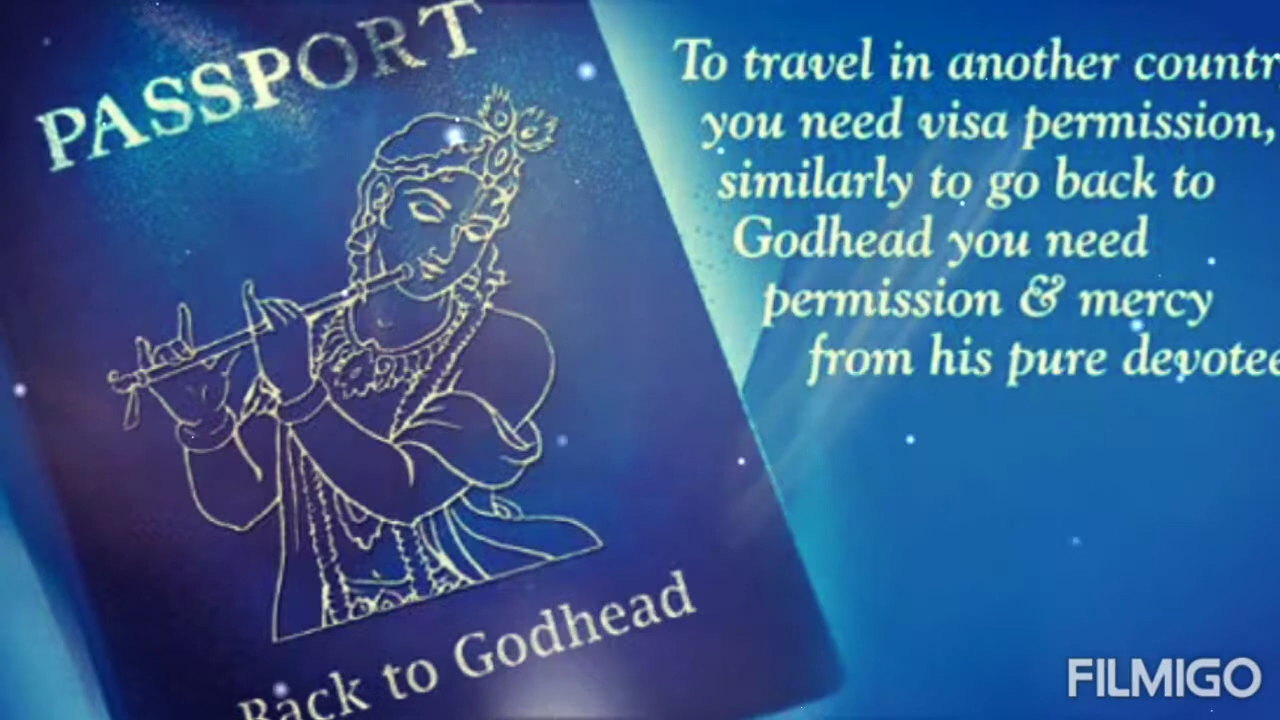 PASSPORT
Back to Godhead
To travel in another countr
you need visa permission,
similarly to go back to
Godhead you need
permission & mercy
from his pure devotee
FILMIGO